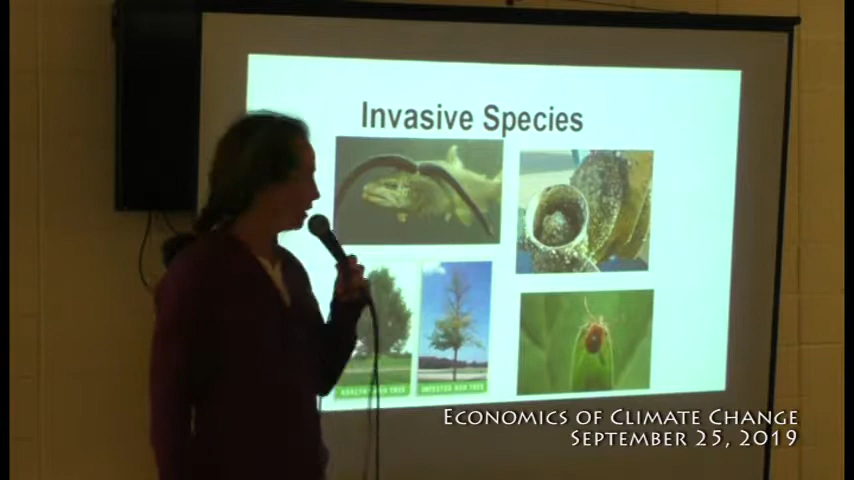 Invasive Species
HEALTHY ASH TREE
INFESTED ASH TREE
ECONOMICS OF CLIMATE CHANGE
SEPTEMBER 25, 2019